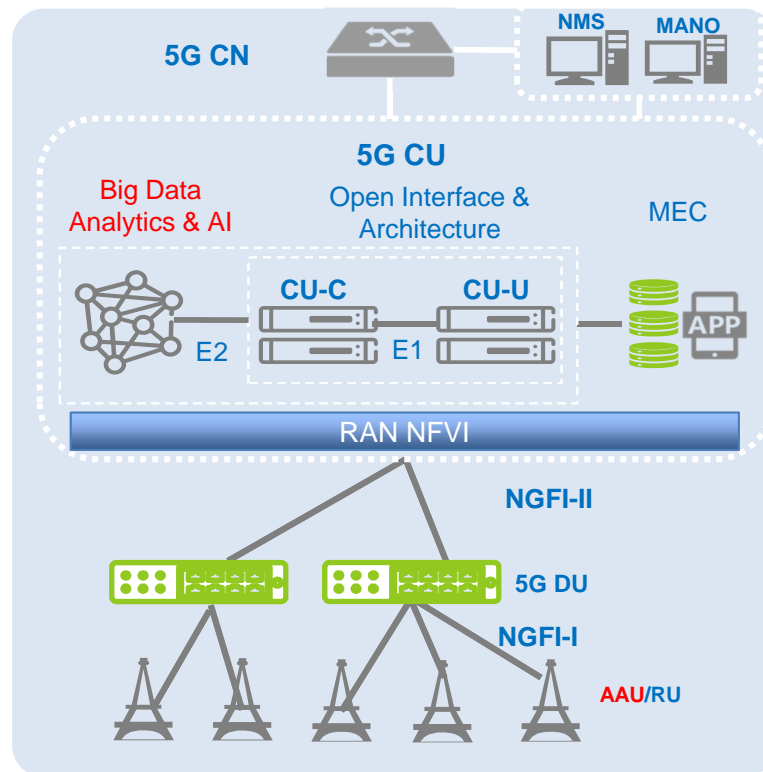 NMS
MANO
5G CN
5G CU
Big Data
Analytics & AI
Open Interface &
Architecture
MEC
CU-C
CU-U
E2
E1
APP
RAN NFVI
NGFI-II
5G DU
NGFI-I
AAU/RU